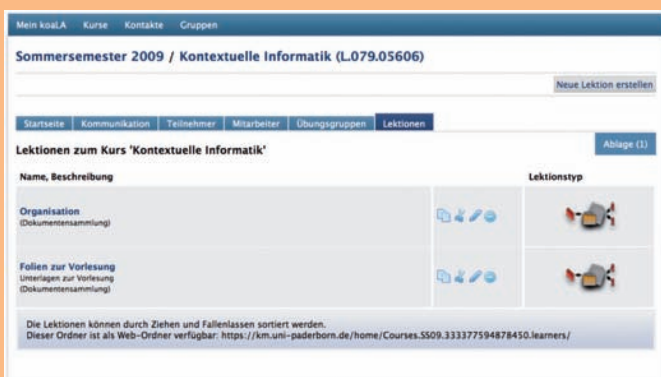 Mein koaLA Kurse Kontakte Gruppen
Sommersemester 2009 / Kontextuelle Informatik (L.079.05606)
Neue Lektion erstellen
Startseite Kommunikation Teilnehmer Mitarbeiter Übungsgruppen Lektionen
Ablage (1)
Lektionen zum Kurs 'Kontextuelle Informatik'
Name, Beschreibung Lektionstyp
Organisation
(Dokumentensammlung)
Folien zur Vorlesung
Unterlagen zur Vorlesung
(Dokumentensammlung)
Die Lektionen können durch Ziehen und Fallenlassen sortiert werden.
Dieser Ordner ist als Web-Ordner verfügbar: https://km.uni-paderborn.de/home/Courses.SS09.333377594878450.learners/